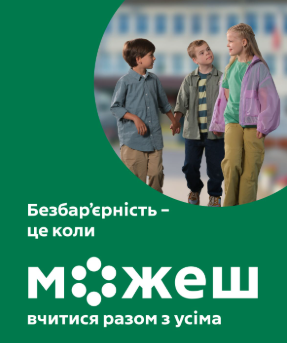 Безбар’єрність –
це коли
можеш
вчитися разом з усіма